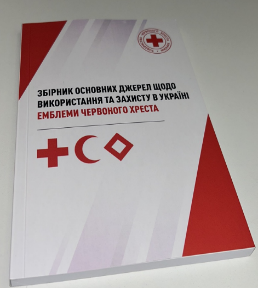 ЗБІРНИК ОСНОВНИХ ДЖЕРЕЛ ЩОДО
ВИКОРИСТАННЯ ТА ЗАХИСТУ В УКРАЇНІ
ЕМБЛЕМИ ЧЕРВОНОГО ХРЕСТА